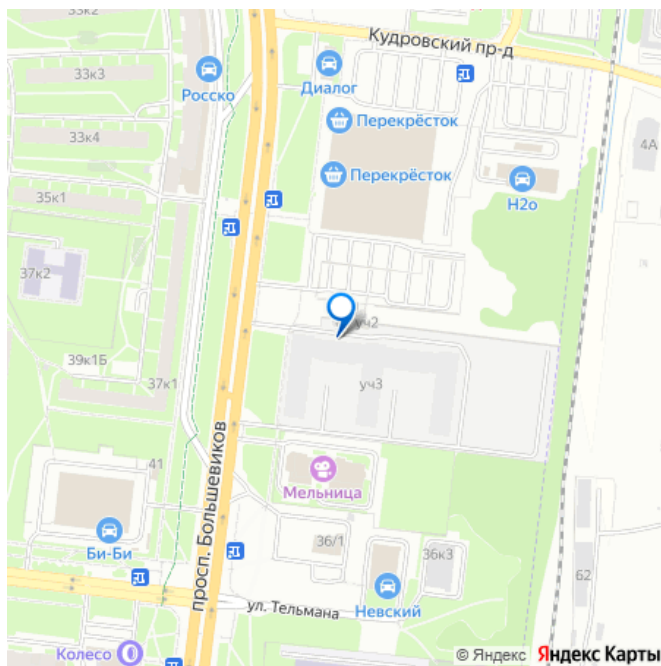 33к2
Кудровский пр-д
33к3
Росско
Диалог
Перекрёсток
33к4
4А
Перекрёсток
35к1
Н2о
37к2
уч2
39к1Б
37к1
уч3
41
Мельница
просп. Большевиков
Би-Би
36/1
36к3
62
ул. Тельмана
Невский
Колесо
© Яндекс Яндекс Карты